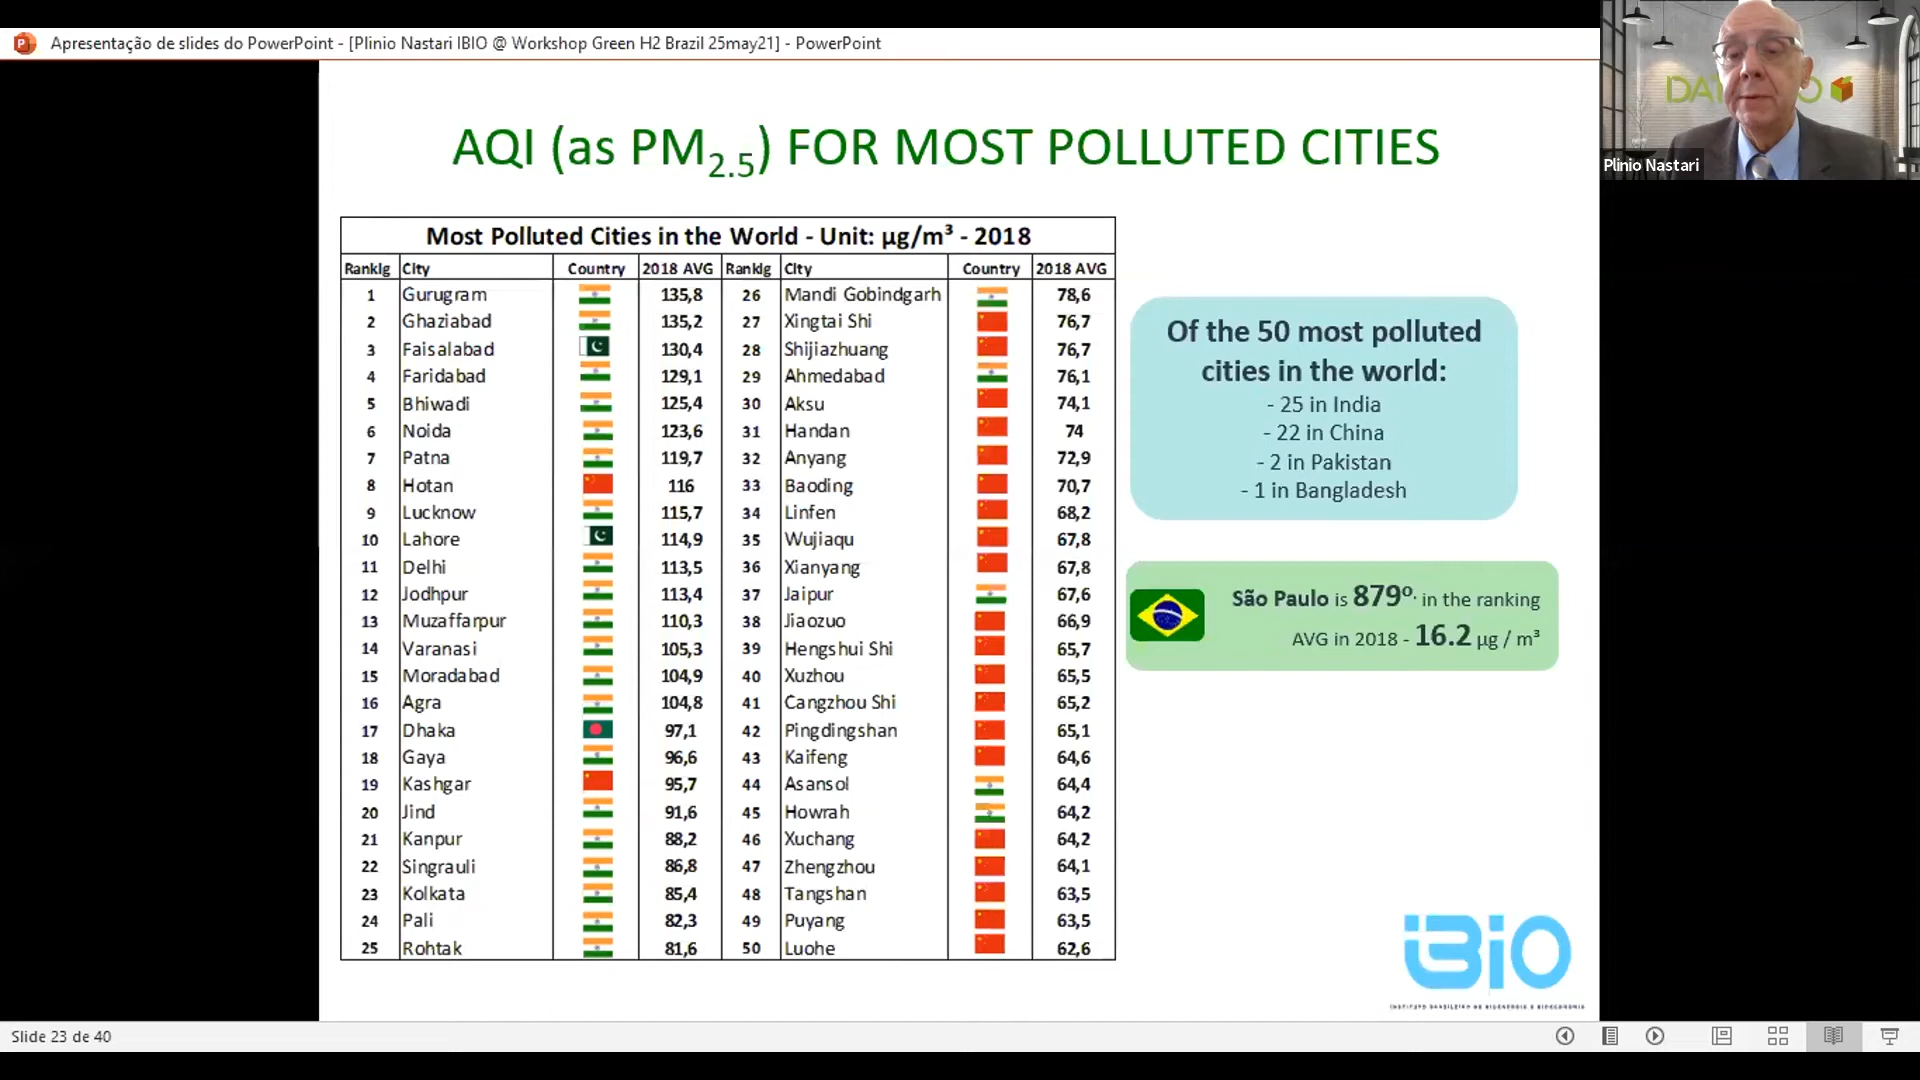 Apresentação de slides do PowerPoint - [Plinio Nastari IBIO @ Workshop Green H2 Brazil 25may21] - PowerPoint
Plinio Nastari
AQI (as PM2.5) FOR MOST POLLUTED CITIES
Most Polluted Cities in the World - Unit: µg/m³ - 2018
Rankig City Country 2018 AVG Rankig City Country 2018 AVG
1 Gurugram 135,8 26 Mandi Gobindgarh 78,6
2 Ghaziabad 135,2 27 Xingtai Shi 76,7
3 Faisalabad 130,4 28 Shijiazhuang 76,7
4 Faridabad 129,1 29 Ahmedabad 76,1
5 Bhiwadi 125,4 30 Aksu 74,1
6 Noida 123,6 31 Handan 74
7 Patna 119,7 32 Anyang 72,9
8 Hotan 116 33 Baoding 70,7
9 Lucknow 115,7 34 Linfen 68,2
10 Lahore 114,9 35 Wujiaqu 67,8
11 Delhi 113,5 36 Xianyang 67,8
12 Jodhpur 113,4 37 Jaipur 67,6
13 Muzaffarpur 110,3 38 Jiaozuo 66,9
14 Varanasi 105,3 39 Hengshui Shi 65,7
15 Moradabad 104,9 40 Xuzhou 65,5
16 Agra 104,8 41 Cangzhou Shi 65,2
17 Dhaka 97,1 42 Pingdingshan 65,1
18 Gaya 96,6 43 Kaifeng 64,6
19 Kashgar 95,7 44 Asansol 64,4
20 Jind 91,6 45 Howrah 64,2
21 Kanpur 88,2 46 Xuchang 64,2
22 Singrauli 86,8 47 Zhengzhou 64,1
23 Kolkata 85,4 48 Tangshan 63,5
24 Pali 82,3 49 Puyang 63,5
25 Rohtak 81,6 50 Luohe 62,6
Of the 50 most polluted
cities in the world:
- 25 in India
- 22 in China
- 2 in Pakistan
- 1 in Bangladesh
São Paulo is 879º. in the ranking
AVG in 2018 - 16.2 µg / m³
iBiO
INSTITUTO BRASILEIRO DE BIOENERGIA E BIOECONOMIA
Slide 23 de 40